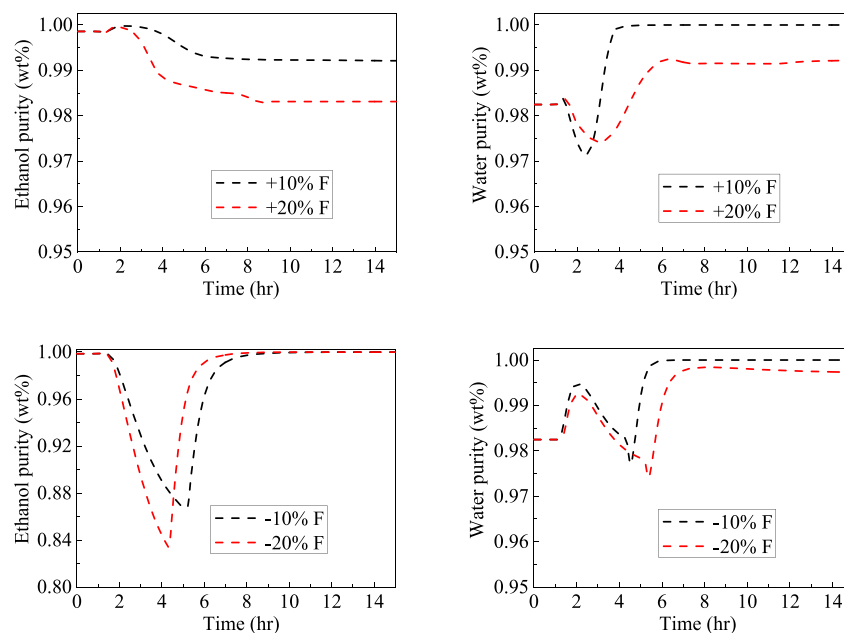 Ethanol purity (wt%)
1.00
0.99
0.98
0.97
0.96
0.95
+10% F
+20% F
0 2 4 6 8 10 12 14
Time (hr)
Water purity (wt%)
1.00
0.99
0.98
0.97
0.96
0.95
+10% F
+20% F
0 2 4 6 8 10 12 14
Time (hr)
Ethanol purity (wt%)
1.00
0.96
0.92
0.88
0.84
0.80
-10% F
-20% F
0 2 4 6 8 10 12 14
Time (hr)
Water purity (wt%)
1.00
0.99
0.98
0.97
0.96
0.95
-10% F
-20% F
0 2 4 6 8 10 12 14
Time (hr)